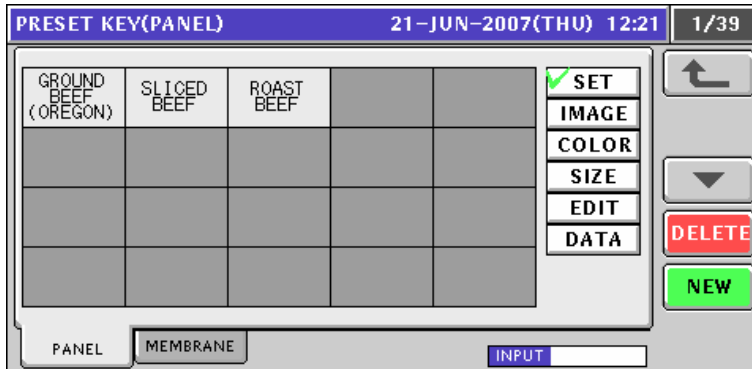 PRESET KEY(PANEL) 21-JUN-2007(THU) 12:21 1/39
GROUND
BEEF
(OREGON)
SLICED
BEEF
ROAST
BEEF
SET
IMAGE
COLOR
SIZE
EDIT
DATA
DELETE
NEW
PANEL
MEMBRANE
INPUT